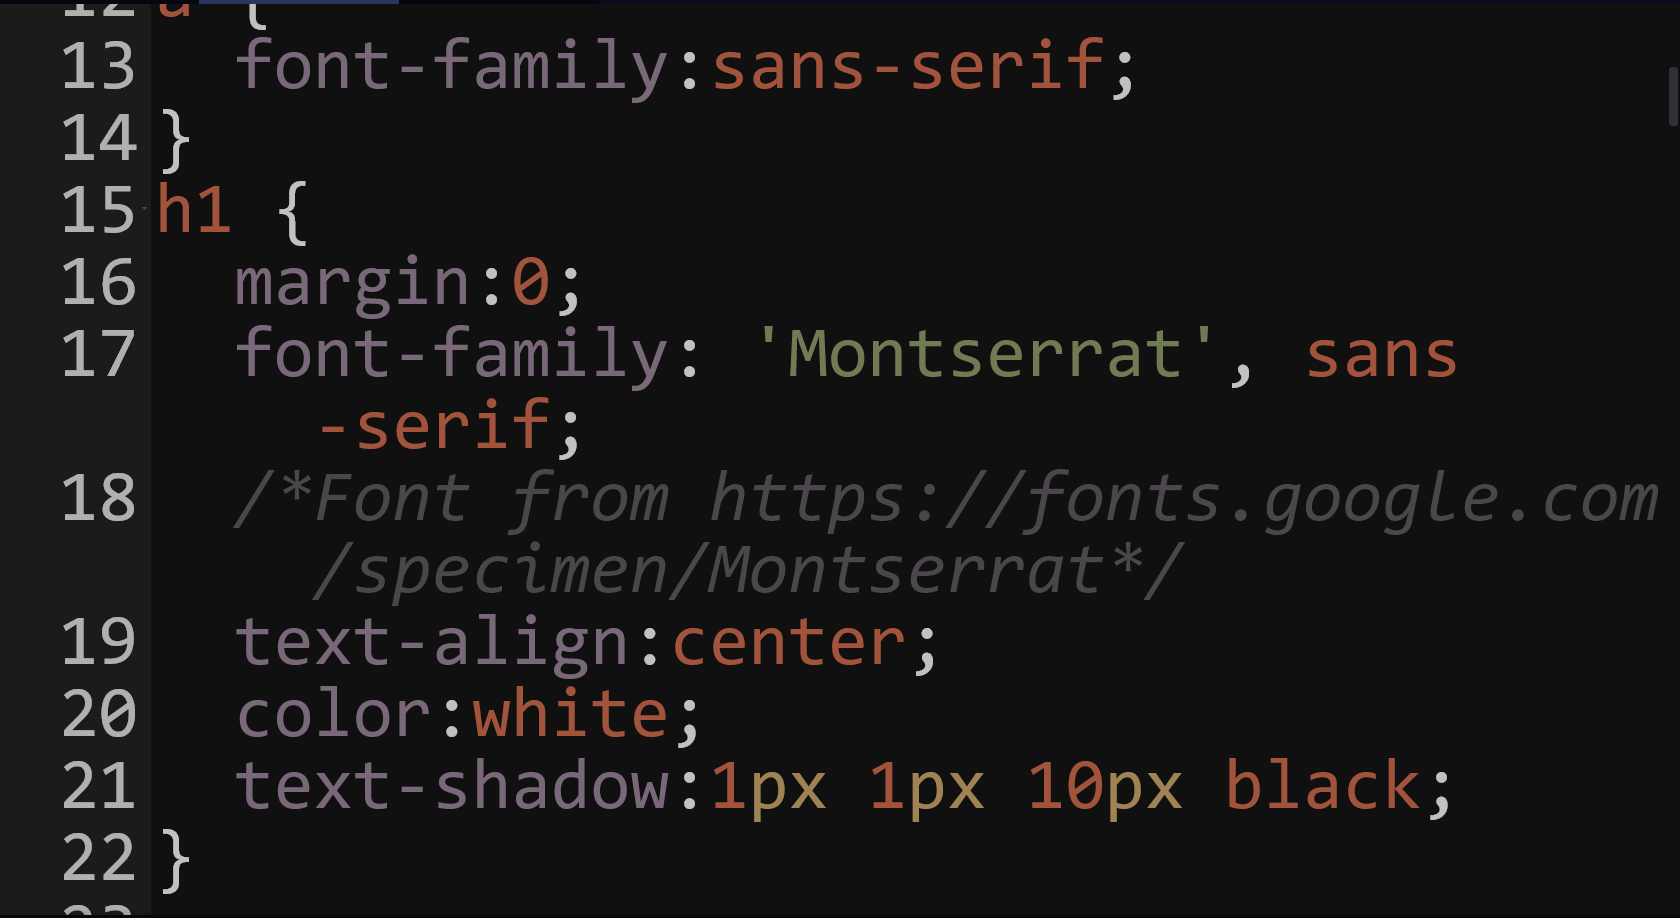 12 a {
13 font-family:sans-serif;
14 }
15 h1 {
16 margin:0;
17 font-family: 'Montserrat', sans
-serif;
18 /*Font from https://fonts.google.com
/specimen/Montserrat*/
19 text-align:center;
20 color:white;
21 text-shadow:1px 1px 10px black;
22 }
23